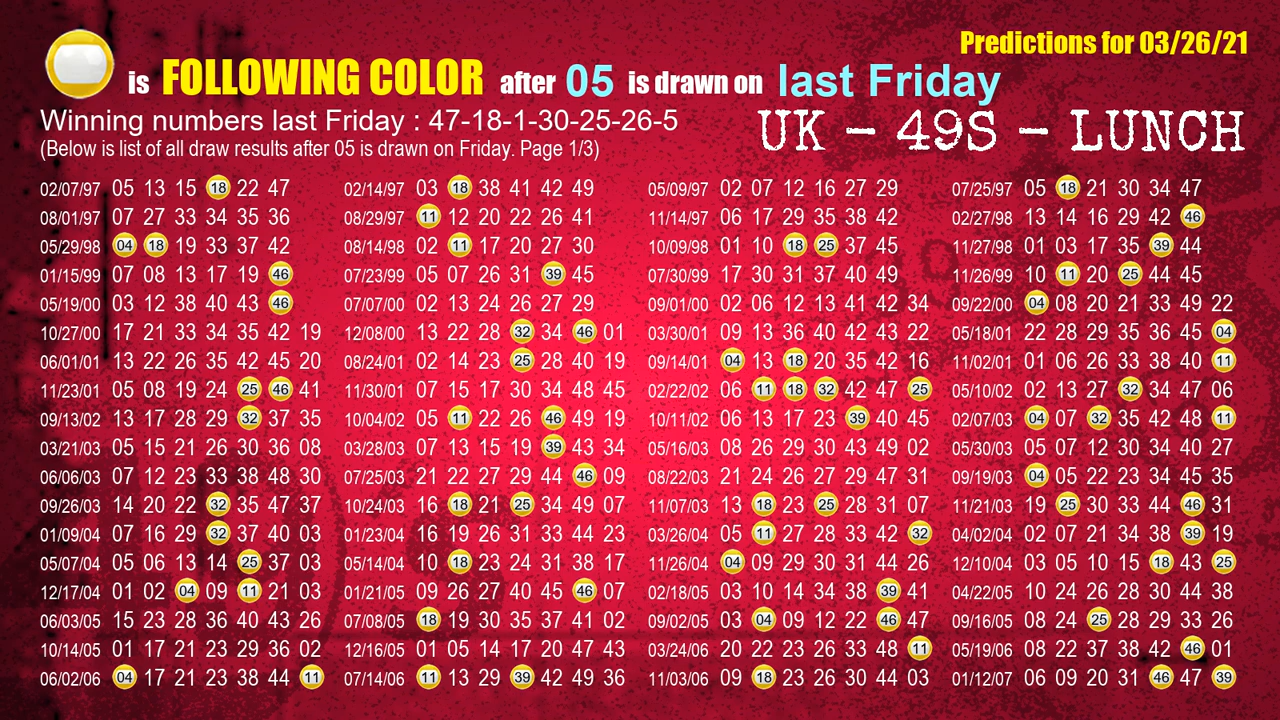 Predictions for 03/26/21
is FOLLOWING COLOR after 05 is drawn on last Friday
Winning numbers last Friday : 47-18-1-30-25-26-5
UK - 49S - LUNCH
(Below is list of all draw results after 05 is drawn on Friday. Page 1/3)
02/07/97 05 13 15 18 22 47 02/14/97 03 18 38 41 42 49 05/09/97 02 07 12 16 27 29 07/25/97 05 18 21 30 34 47
08/01/97 07 27 33 34 35 36 08/29/97 11 12 20 22 26 41 11/14/97 06 17 29 35 38 42 02/27/98 13 14 16 29 42 46
05/29/98 04 18 19 33 37 42 08/14/98 02 11 17 20 27 30 10/09/98 01 10 18 25 37 45 11/27/98 01 03 17 35 39 44
01/15/99 07 08 13 17 19 46 07/23/99 05 07 26 31 39 45 07/30/99 17 30 31 37 40 49 11/26/99 10 11 20 25 44 45
05/19/00 03 12 38 40 43 46 07/07/00 02 13 24 26 27 29 09/01/00 02 06 12 13 41 42 34 09/22/00 04 08 20 21 33 49 22
10/27/00 17 21 33 34 35 42 19 12/08/00 13 22 28 32 34 46 01 03/30/01 09 13 36 40 42 43 22 05/18/01 22 28 29 35 36 45 04
06/01/01 13 22 26 35 42 45 20 08/24/01 02 14 23 25 28 40 19 09/14/01 04 13 18 20 35 42 16 11/02/01 01 06 26 33 38 40 11
11/23/01 05 08 19 24 25 46 41 11/30/01 07 15 17 30 34 48 45 02/22/02 06 11 18 32 42 47 25 05/10/02 02 13 27 32 34 47 06
09/13/02 13 17 28 29 32 37 35 10/04/02 05 11 22 26 46 49 19 10/11/02 06 13 17 23 39 40 45 02/07/03 04 07 32 35 42 48 11
03/21/03 05 15 21 26 30 36 08 03/28/03 07 13 15 19 39 43 34 05/16/03 08 26 29 30 43 49 02 05/30/03 05 07 12 30 34 40 27
06/06/03 07 12 23 33 38 48 30 07/25/03 21 22 27 29 44 46 09 08/22/03 21 24 26 27 29 47 31 09/19/03 04 05 22 23 34 45 35
09/26/03 14 20 22 32 35 47 37 10/24/03 16 18 21 25 34 49 07 11/07/03 13 18 23 25 28 31 07 11/21/03 19 25 30 33 44 46 31
01/09/04 07 16 29 32 37 40 03 01/23/04 16 19 26 31 33 44 23 03/26/04 05 11 27 28 33 42 32 04/02/04 02 07 21 34 38 39 19
05/07/04 05 06 13 14 25 37 03 05/14/04 10 18 23 24 31 38 17 11/26/04 04 09 29 30 31 44 26 12/10/04 03 05 10 15 18 43 25
12/17/04 01 02 04 09 11 21 03 01/21/05 09 26 27 40 45 46 07 02/18/05 03 10 14 34 38 39 41 04/22/05 10 24 26 28 30 44 38
06/03/05 15 23 28 36 40 43 26 07/08/05 18 19 30 35 37 41 02 09/02/05 03 04 09 12 22 46 47 09/16/05 08 24 25 28 29 33 26
10/14/05 01 17 21 23 29 36 02 12/16/05 01 05 14 17 20 47 43 03/24/06 20 22 23 26 33 48 11 05/19/06 08 22 23 38 42 46 01
06/02/06 04 17 21 23 38 44 11 07/14/06 11 13 29 39 42 49 36 11/03/06 09 18 23 26 30 44 03 01/12/07 06 09 20 31 46 47 39